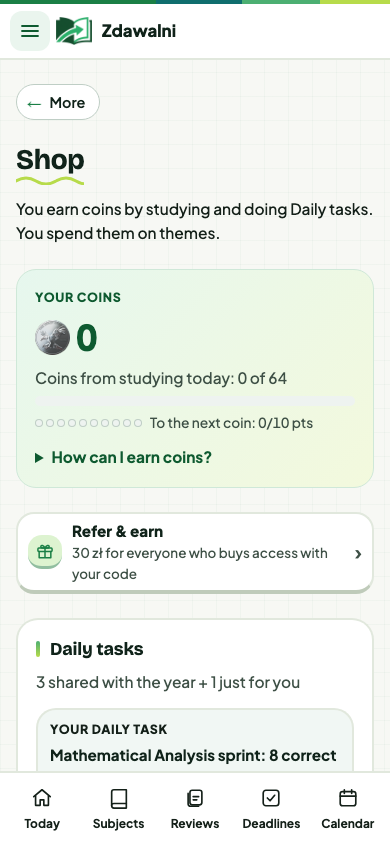 Zdawalni
← More
Shop
You earn coins by studying and doing Daily tasks.
You spend them on themes.
YOUR COINS
0
Coins from studying today: 0 of 64
To the next coin: 0/10 pts
▶ How can I earn coins?
Refer & earn
30 zł for everyone who buys access with
your code
›
Daily tasks
3 shared with the year + 1 just for you
YOUR DAILY TASK
Mathematical Analysis sprint: 8 correct
Today Subjects Reviews Deadlines Calendar